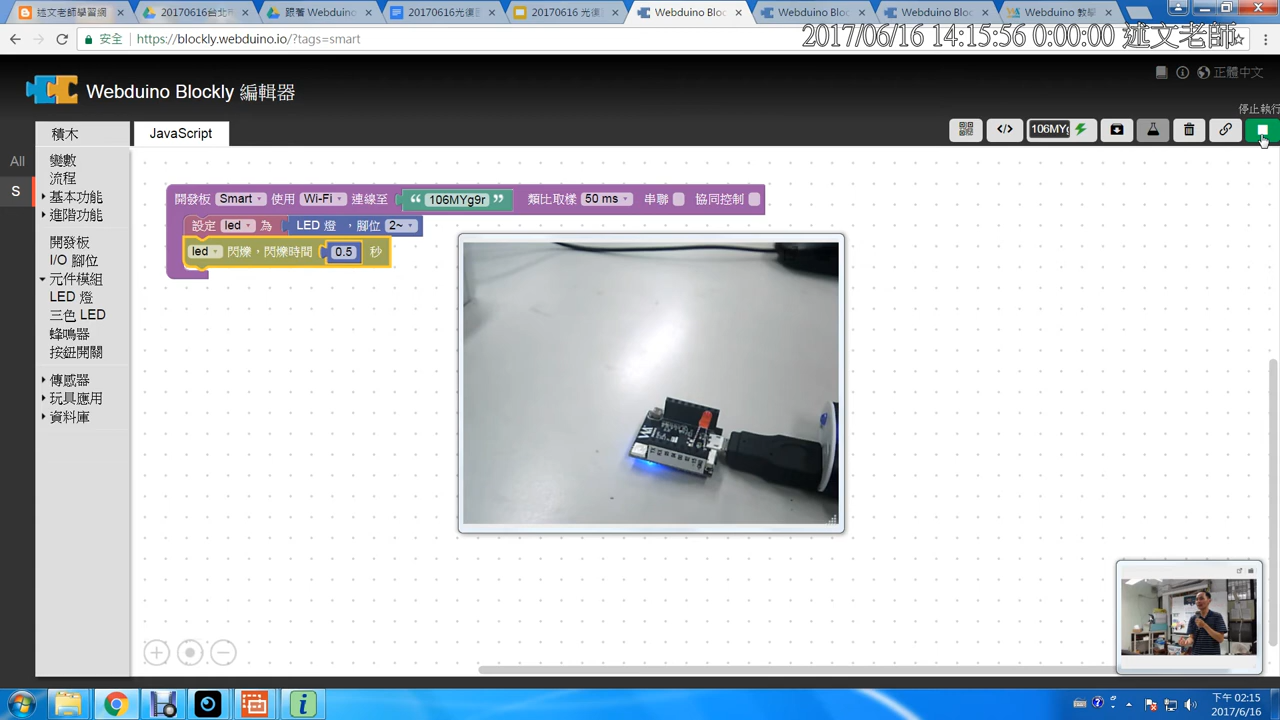 述文老師學習網
20170616台北市
跟著 Webduino
20170616光復
20170616 光復
Webduino Bloc
Webduino Bloc
Webduino Bloc
Webduino 教學
安全
https://blockly.webduino.io/?tags=smart
2017/06/16 14:15:56 0:00:00 述文老師
正體中文
Webduino Blockly 編輯器
停止執行
積木
JavaScript
106MYg
All
S
變數
流程
基本功能
進階功能
開發板
I/O 腳位
元件模組
LED 燈
三色 LED
蜂鳴器
按鈕開關
傳感器
玩具應用
資料庫
開發板 Smart 使用 Wi-Fi 連線至 “ 106MYg9r ” 類比取樣 50 ms 串聯 協同控制
設定 led 為 LED 燈 ，腳位 2~
led 閃爍，閃爍時間 0.5 秒
下午 02:15
2017/6/16